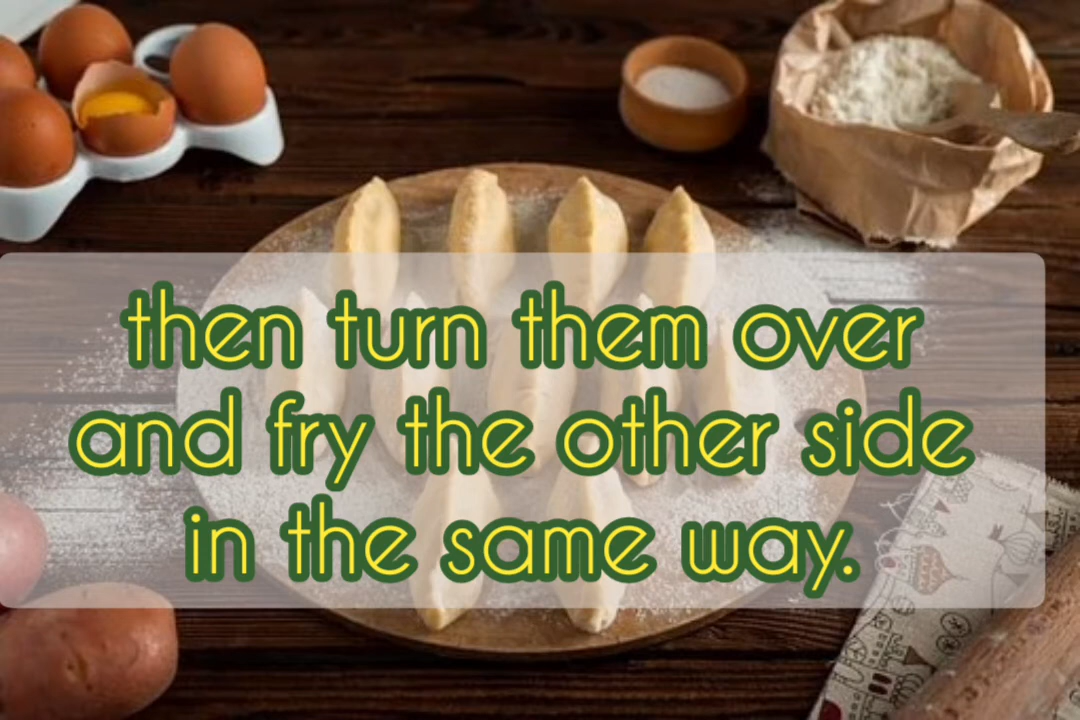 then turn them over
and fry the other side
in the same way.